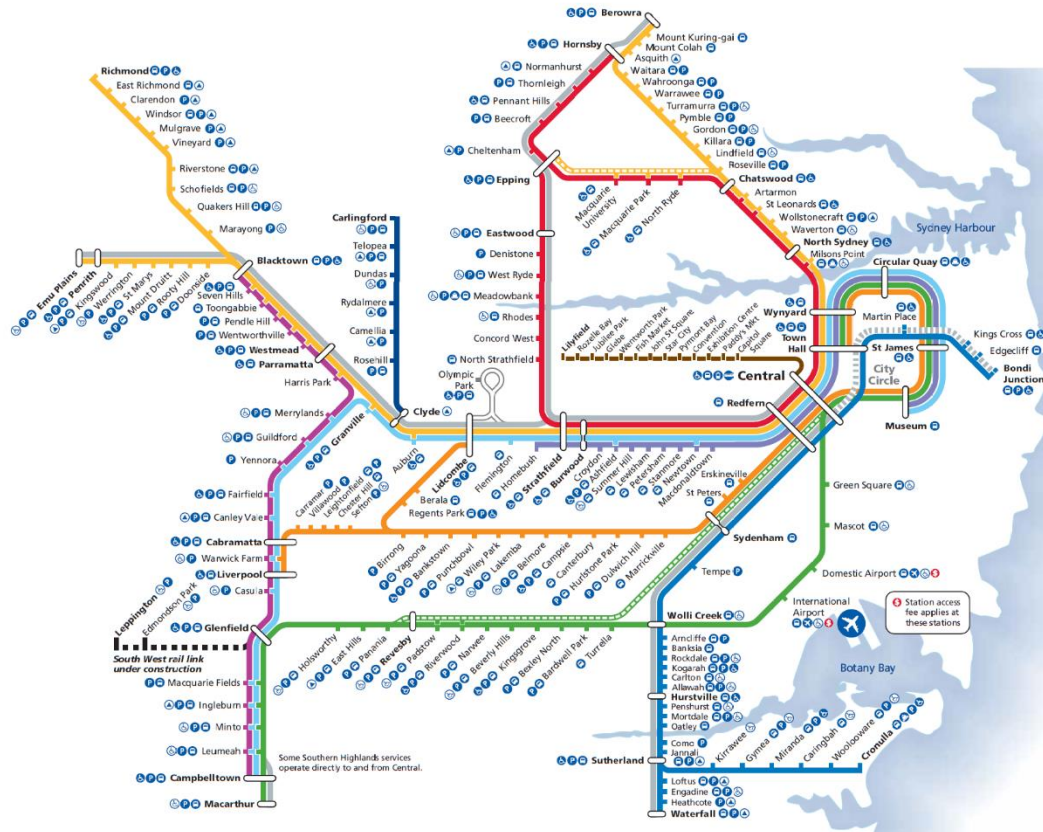 Berowra
Mount Kuring-gai
Mount Colah
Asquith
Waitara
Wahroonga
Warrawee
Turramurra
Pymble
Gordon
Killara
Lindfield
Roseville
Chatswood
Artarmon
St Leonards
Wollstonecraft
Waverton
North Sydney
Milsons Point
Hornsby
Normanhurst
Thornleigh
Pennant Hills
Beecroft
Cheltenham
Epping
Macquarie
University
Macquarie Park
North Ryde
Eastwood
Denistone
West Ryde
Meadowbank
Rhodes
Concord West
North Strathfield
Richmond
East Richmond
Clarendon
Windsor
Mulgrave
Vineyard
Riverstone
Schofields
Quakers Hill
Marayong
Blacktown
Emu Plains
Penrith
Kingswood
Werrington
St Marys
Mount Druitt
Rooty Hill
Doonside
Seven Hills
Toongabbie
Pendle Hill
Wentworthville
Westmead
Parramatta
Harris Park
Carlingford
Telopea
Dundas
Rydalmere
Camellia
Rosehill
Clyde
Olympic
Park
Lilyfield
Rozelle Bay
Jubilee Park
Glebe
Wentworth Park
Fish Market
John St Square
Star City
Pyrmont Bay
Convention
Exhibition Centre
Paddy's Mkt
Capitol
Square
Central
Redfern
Sydney Harbour
Circular Quay
Wynyard
Town
Hall
Martin Place
St James
City
Circle
Museum
Kings Cross
Edgecliff
Bondi
Junction
Merrylands
Guildford
Yennora
Fairfield
Canley Vale
Cabramatta
Warwick Farm
Liverpool
Casula
Granville
Auburn
Lidcombe
Flemington
Homebush
Strathfield
Burwood
Croydon
Ashfield
Summer Hill
Lewisham
Petersham
Stanmore
Newtown
Macdonaldtown
Erskineville
St Peters
Carramar
Villawood
Leightonfield
Chester Hill
Sefton
Berala
Regents Park
Birrong
Yagoona
Bankstown
Punchbowl
Wiley Park
Lakemba
Belmore
Campsie
Canterbury
Hurlstone Park
Dulwich Hill
Marrickville
Sydenham
Tempe
Green Square
Mascot
Domestic Airport
International
Airport
$ Station access
fee applies at
these stations
Botany Bay
Leppington
Edmondson Park
South West rail link
under construction
Glenfield
Holsworthy
East Hills
Panania
Revesby
Padstow
Riverwood
Narwee
Beverly Hills
Kingsgrove
Bexley North
Bardwell Park
Turrella
Wolli Creek
Arncliffe
Banksia
Rockdale
Kogarah
Carlton
Allawah
Hurstville
Penshurst
Mortdale
Oatley
Como
Jannali
Sutherland
Kirrawee
Gymea
Miranda
Caringbah
Woolooware
Cronulla
Loftus
Engadine
Heathcote
Waterfall
Macquarie Fields
Ingleburn
Minto
Leumeah
Campbelltown
Macarthur
Some Southern Highlands services
operate directly to and from Central.